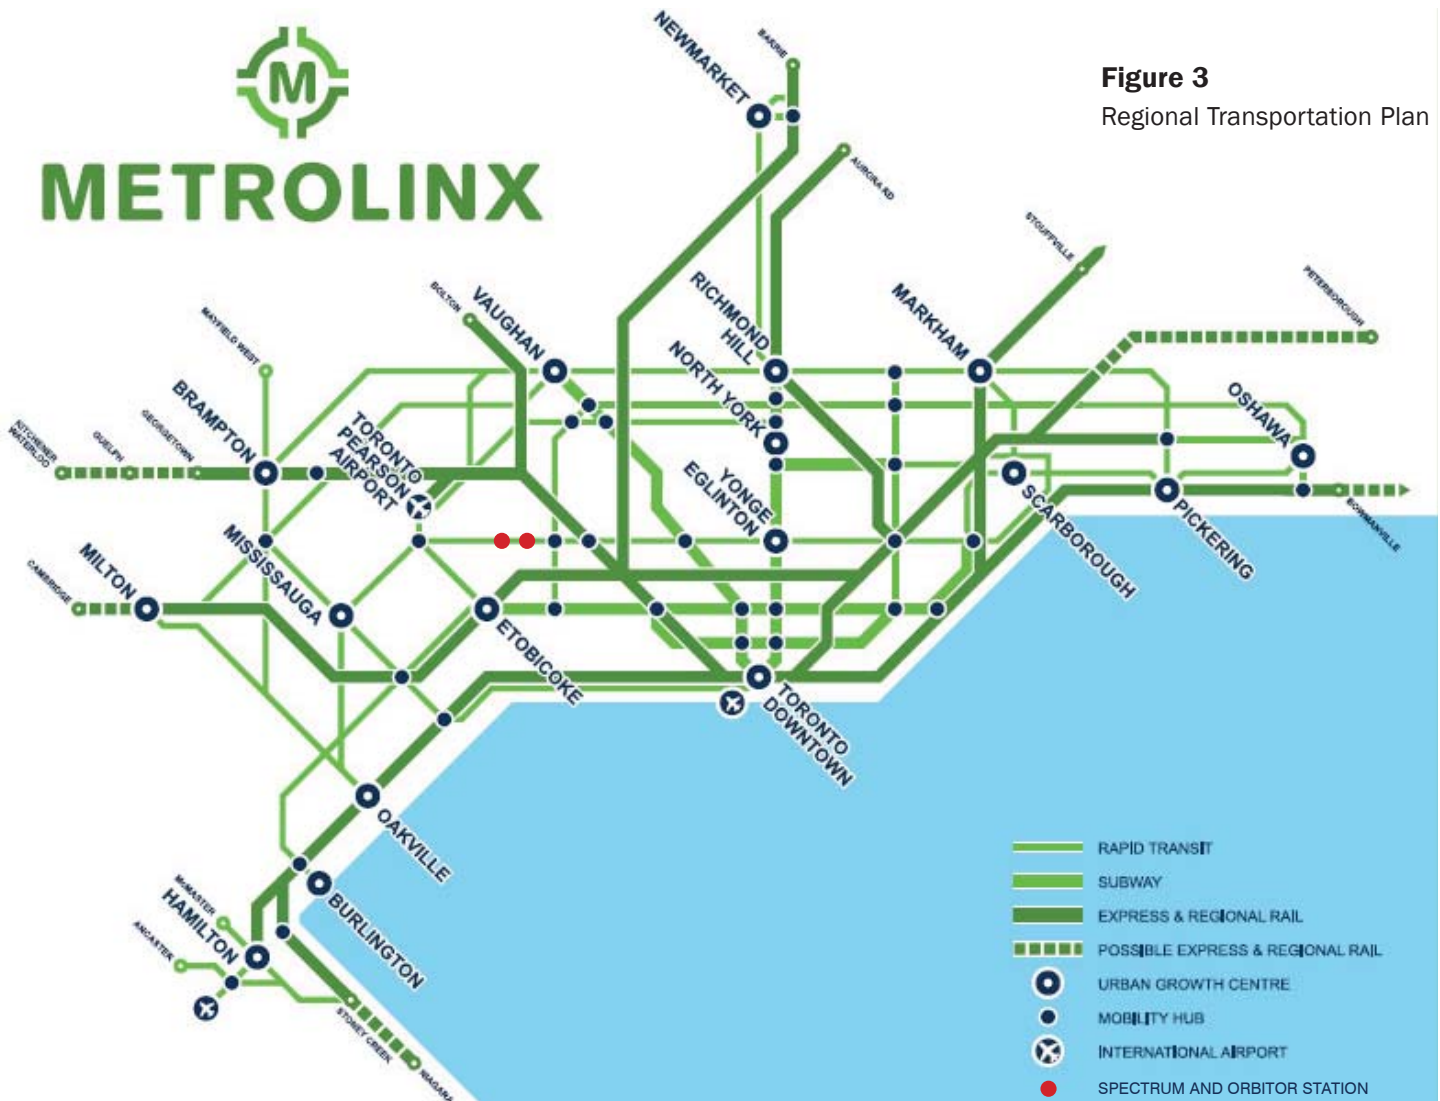 M
METROLINX
Figure 3
Regional Transportation Plan
NEWMARKET
BARRIE
AURORA RD
STOUFFVILLE
PETERBOROUGH
BOLTON
VAUGHAN
RICHMOND
HILL
NORTH YORK
MARKHAM
MAYFIELD WEST
BRAMPTON
GEORGETOWN
GUELPH
KITCHENER
WATERLOO
TORONTO
PEARSON
AIRPORT
YONGE
EGLINTON
OSHAWA
SCARBOROUGH
PICKERING
BOWMANVILLE
MISSISSAUGA
MILTON
CAMBRIDGE
ETOBICOKE
TORONTO
DOWNTOWN
OAKVILLE
BURLINGTON
McMASTER
HAMILTON
ANCASTER
STONEY CREEK
NIAGARA
RAPID TRANSIT
SUBWAY
EXPRESS & REGIONAL RAIL
POSSIBLE EXPRESS & REGIONAL RAIL
URBAN GROWTH CENTRE
MOBILITY HUB
INTERNATIONAL AIRPORT
SPECTRUM AND ORBITOR STATION